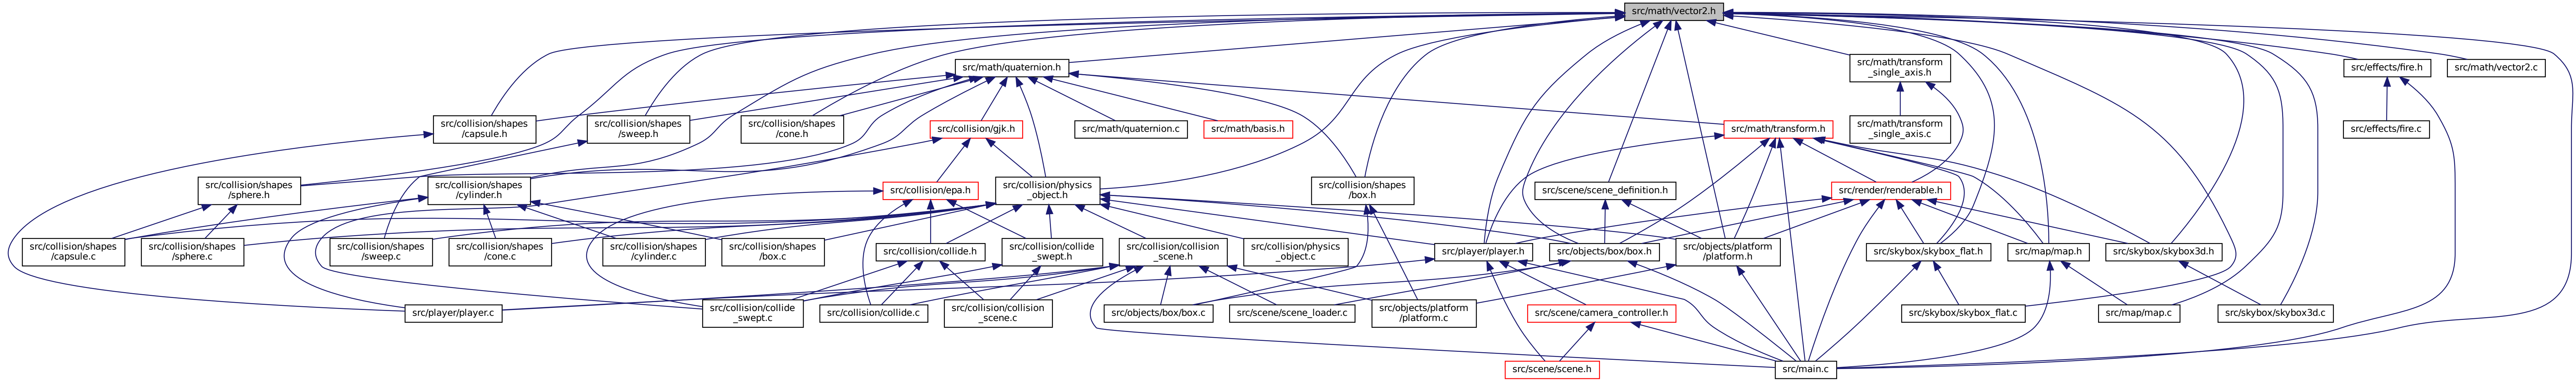 src/math/vector2.h
src/math/quaternion.h
src/math/transform
_single_axis.h
src/effects/fire.h
src/math/vector2.c
src/collision/shapes
/capsule.h
src/collision/shapes
/sweep.h
src/collision/shapes
/cone.h
src/collision/gjk.h
src/math/quaternion.c
src/math/basis.h
src/math/transform.h
src/math/transform
_single_axis.c
src/effects/fire.c
src/collision/shapes
/sphere.h
src/collision/shapes
/cylinder.h
src/collision/epa.h
src/collision/physics
_object.h
src/collision/shapes
/box.h
src/scene/scene_definition.h
src/render/renderable.h
src/collision/shapes
/capsule.c
src/collision/shapes
/sphere.c
src/collision/shapes
/sweep.c
src/collision/shapes
/cone.c
src/collision/shapes
/cylinder.c
src/collision/shapes
/box.c
src/collision/collide.h
src/collision/collide
_swept.h
src/collision/collision
_scene.h
src/collision/physics
_object.c
src/player/player.h
src/objects/box/box.h
src/objects/platform
/platform.h
src/skybox/skybox_flat.h
src/map/map.h
src/skybox/skybox3d.h
src/player/player.c
src/collision/collide
_swept.c
src/collision/collide.c
src/collision/collision
_scene.c
src/objects/box/box.c
src/scene/scene_loader.c
src/objects/platform
/platform.c
src/scene/camera_controller.h
src/skybox/skybox_flat.c
src/map/map.c
src/skybox/skybox3d.c
src/scene/scene.h
src/main.c